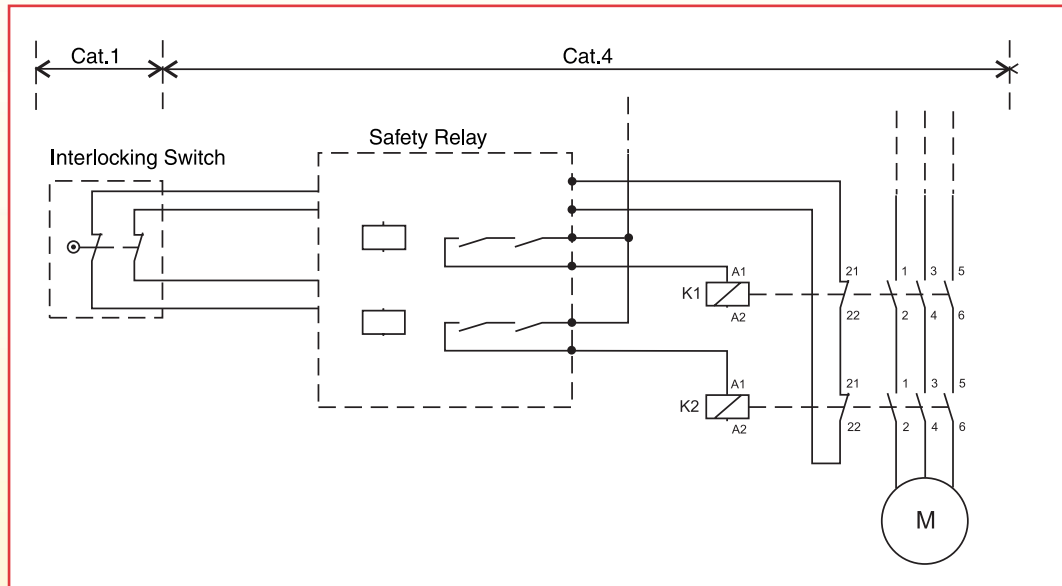 Cat.1
Cat.4
Safety Relay
Interlocking Switch
K1
A1
A2
21
22
1
2
3
4
5
6
K2
A1
A2
21
22
1
2
3
4
5
6
M